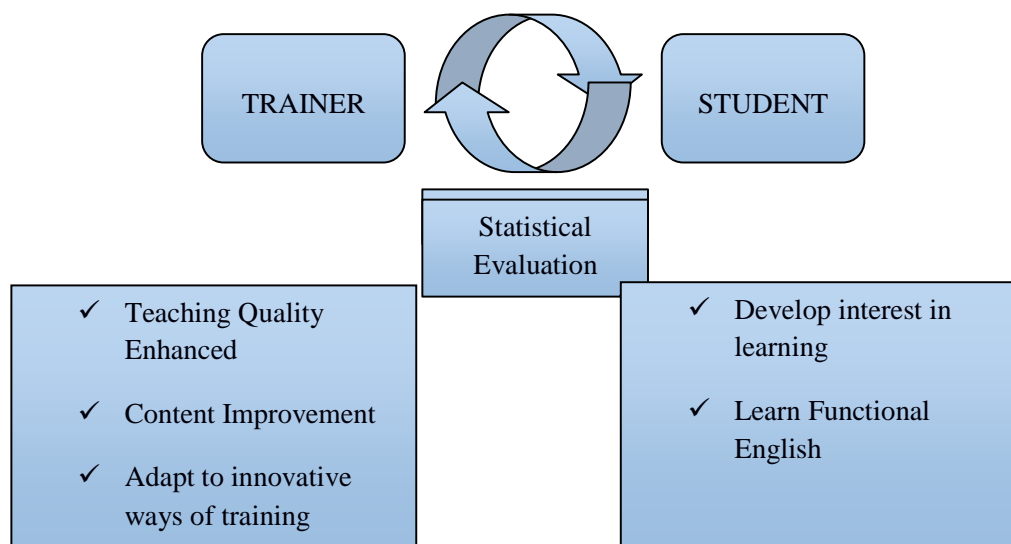 TRAINER
STUDENT
Statistical
Evaluation
✓ Teaching Quality
Enhanced
✓ Content Improvement
✓ Adapt to innovative
ways of training
✓ Develop interest in
learning
✓ Learn Functional
English